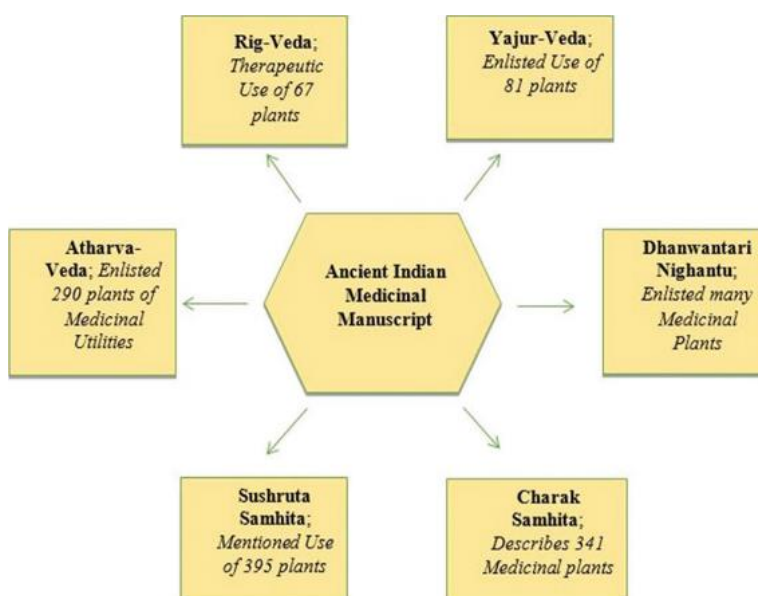 Rig-Veda;
Therapeutic
Use of 67
plants
Yajur-Veda;
Enlisted Use of
81 plants
Atharva-
Veda; Enlisted
290 plants of
Medicinal
Utilities
Ancient Indian
Medicinal
Manuscript
Dhanwantari
Nighantu;
Enlisted many
Medicinal
Plants
Sushruta
Samhita;
Mentioned Use
of 395 plants
Charak
Samhita;
Describes 341
Medicinal plants